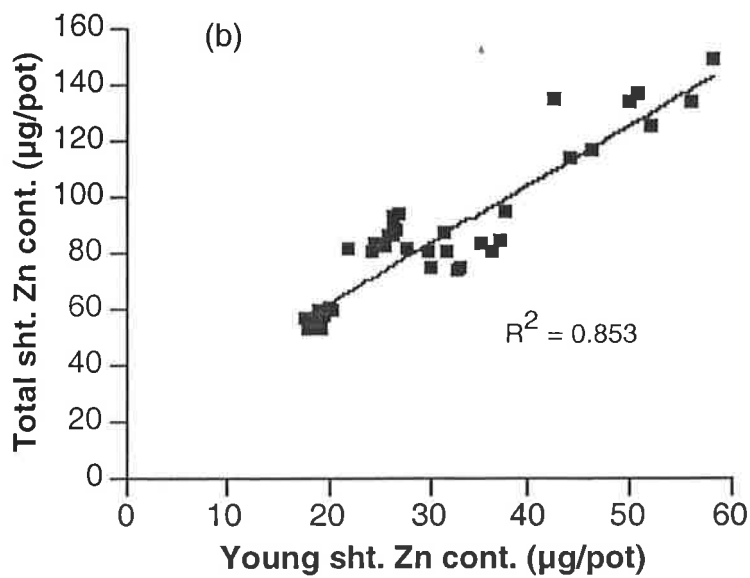 (b)
Total sht. Zn cont. (µg/pot)
160
140
120
100
80
60
40
20
0
R² = 0.853
0 10 20 30 40 50 60
Young sht. Zn cont. (µg/pot)